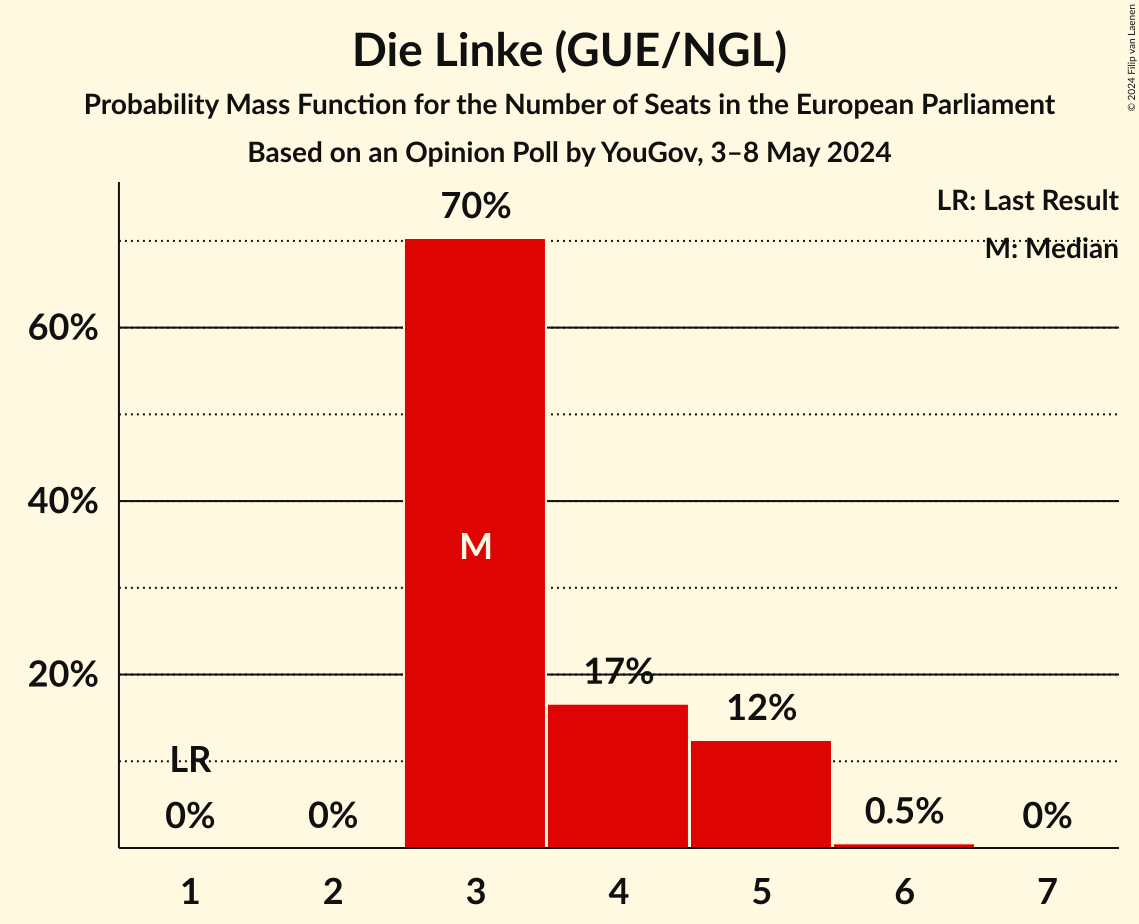 Die Linke (GUE/NGL)
Probability Mass Function for the Number of Seats in the European Parliament
Based on an Opinion Poll by YouGov, 3–8 May 2024
© 2024 Filip van Laenen
LR: Last Result
M: Median
70%
60%
40%
20%
M
17%
12%
LR
0%
0%
0.5%
0%
1 2 3 4 5 6 7